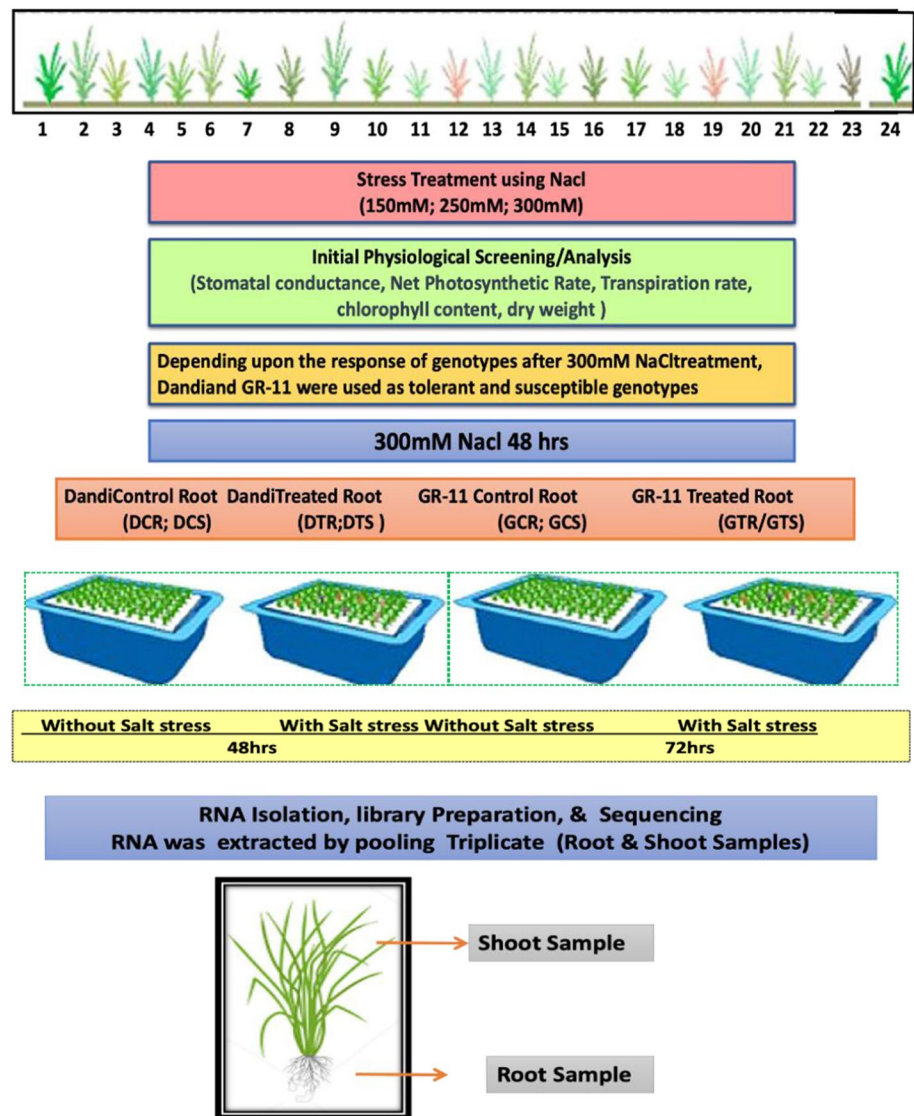 1 2 3 4 5 6 7 8 9 10 11 12 13 14 15 16 17 18 19 20 21 22 23 24
Stress Treatment using Nacl
(150mM; 250mM; 300mM)
Initial Physiological Screening/Analysis
(Stomatal conductance, Net Photosynthetic Rate, Transpiration rate,
chlorophyll content, dry weight )
Depending upon the response of genotypes after 300mM NaCltreatment,
Dandiand GR-11 were used as tolerant and susceptible genotypes
300mM Nacl 48 hrs
DandiControl Root DandiTreated Root GR-11 Control Root GR-11 Treated Root
(DCR; DCS) (DTR;DTS ) (GCR; GCS) (GTR/GTS)
Without Salt stress With Salt stress Without Salt stress With Salt stress
48hrs 72hrs
RNA Isolation, library Preparation, & Sequencing
RNA was extracted by pooling Triplicate (Root & Shoot Samples)
Shoot Sample
Root Sample